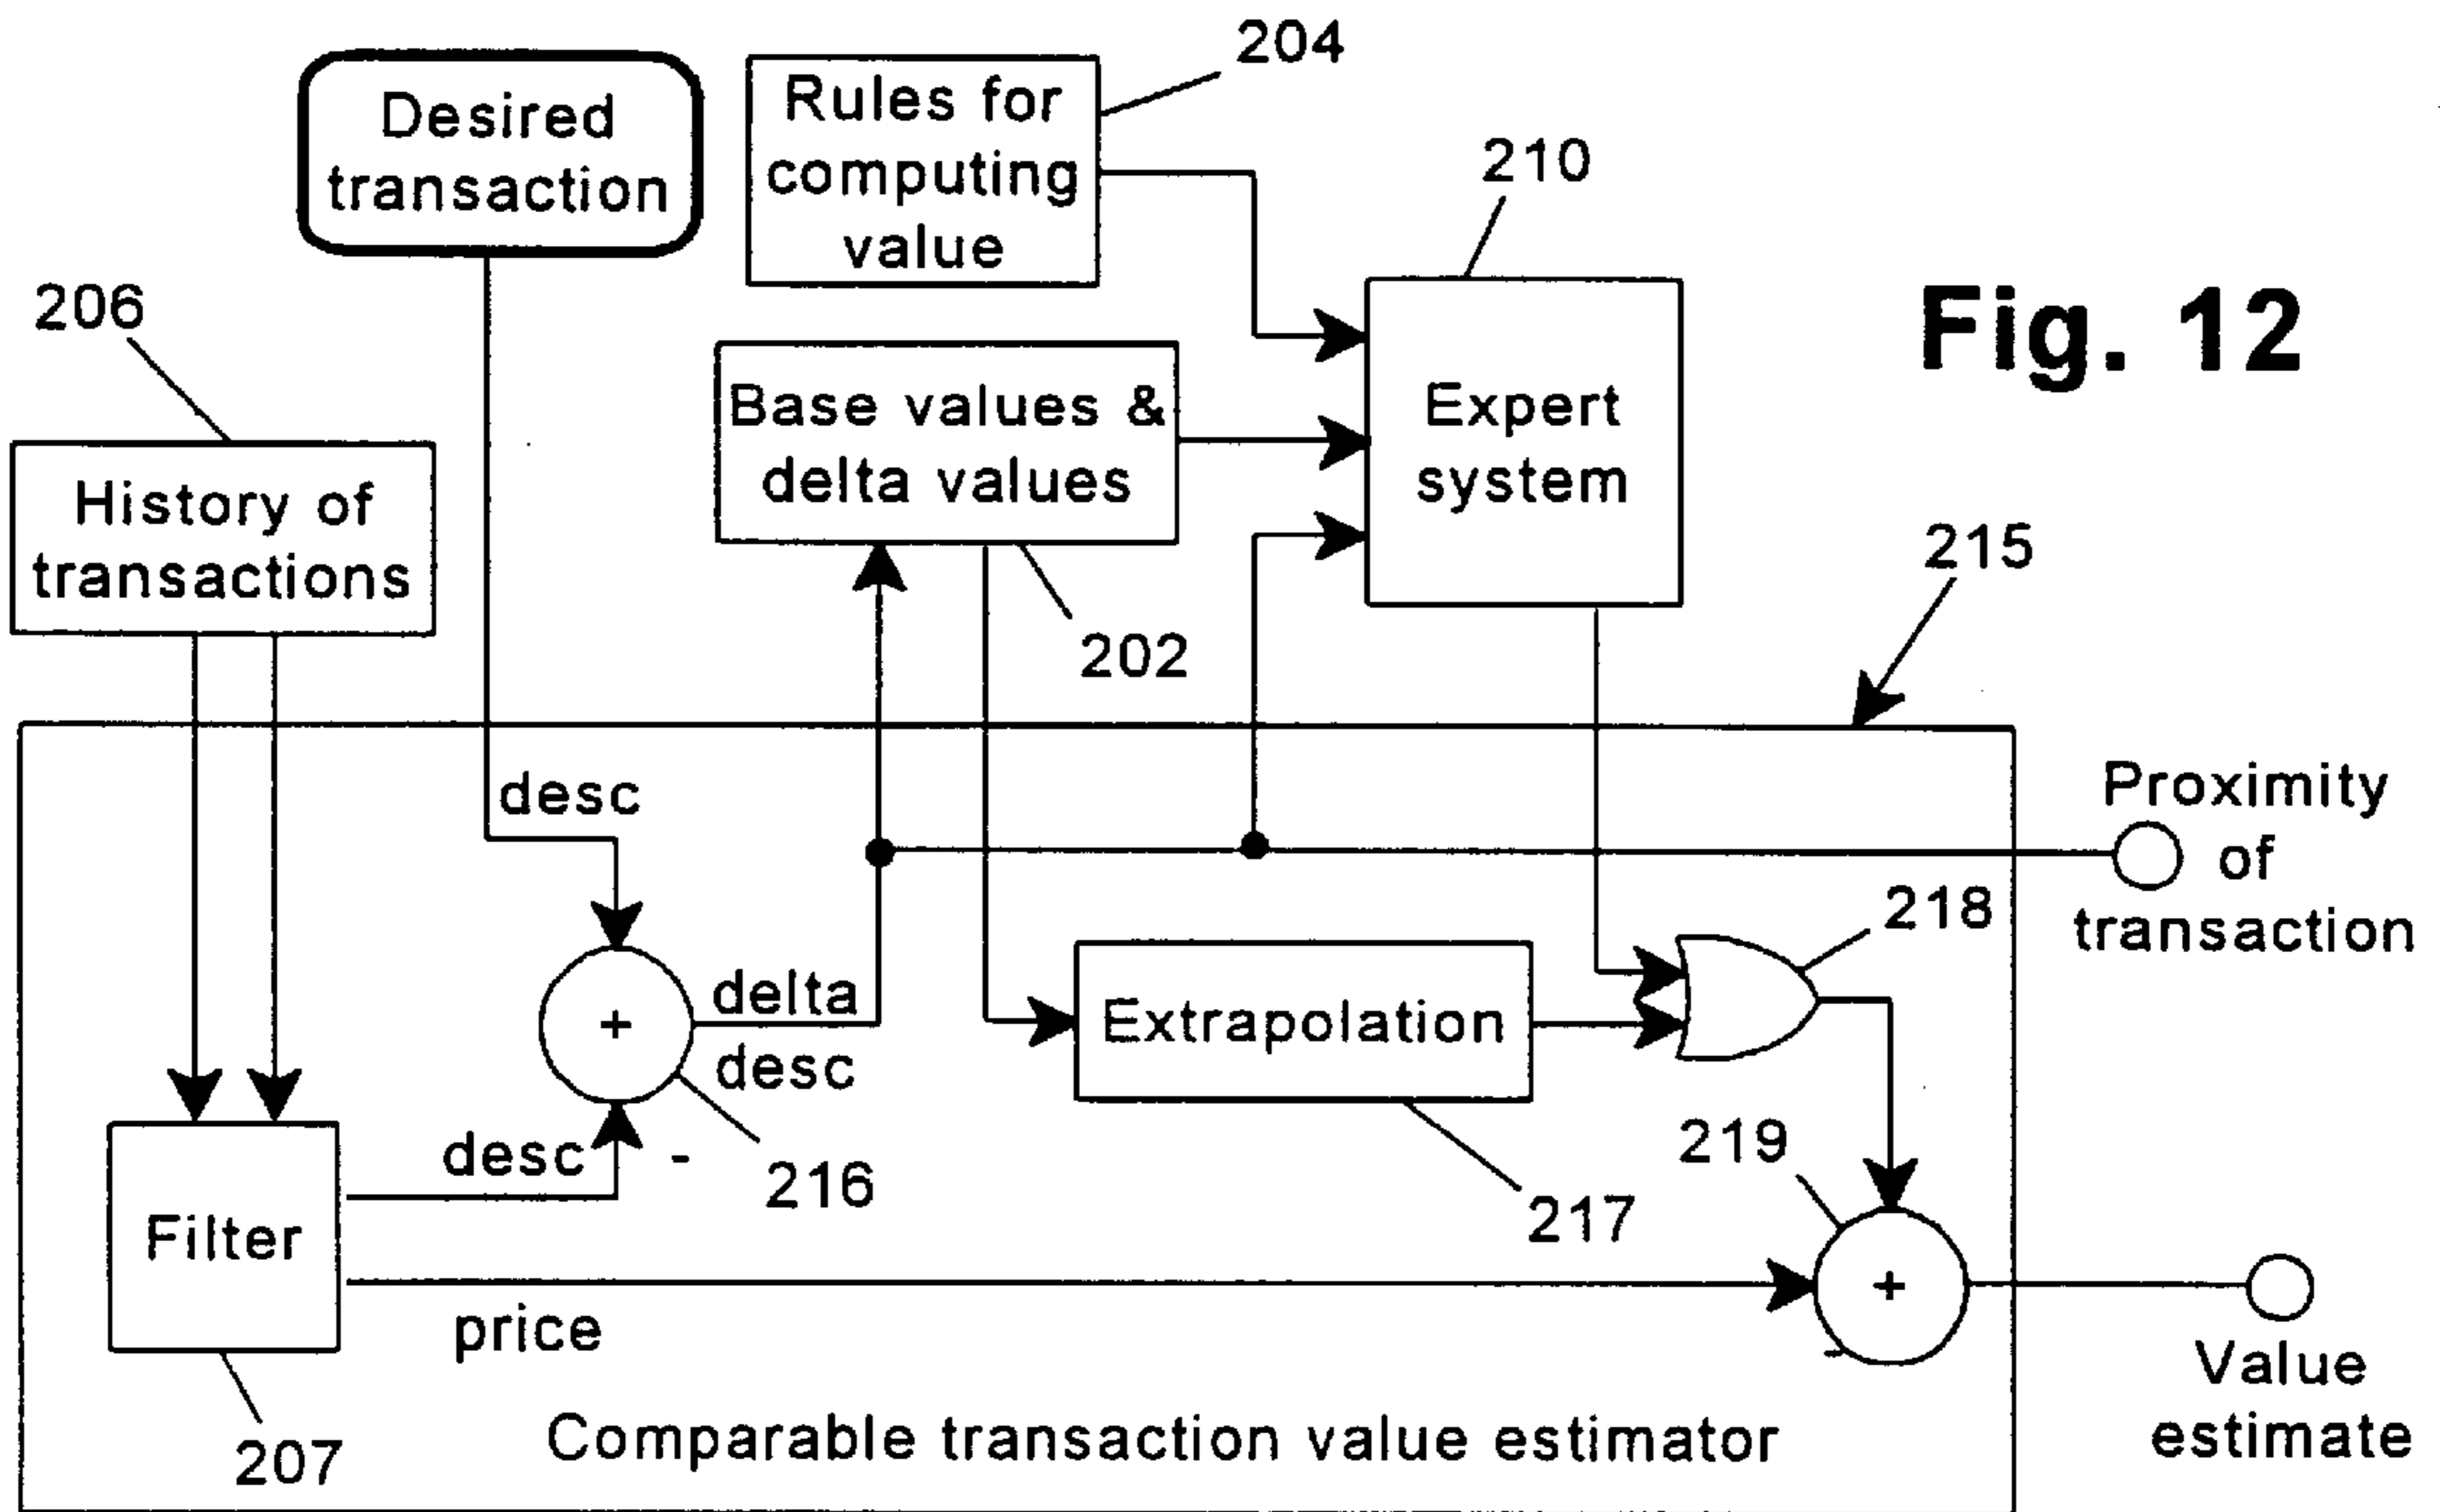 204
Desired
transaction
Rules for
computing
value
210
Fig. 12
206
Base values &
delta values
Expert
system
History of
transactions
215
202
desc
Proximity
of
transaction
218
delta
desc
+
Extrapolation
desc
-
216
217
219
Filter
+
price
Value
estimate
207
Comparable transaction value estimator